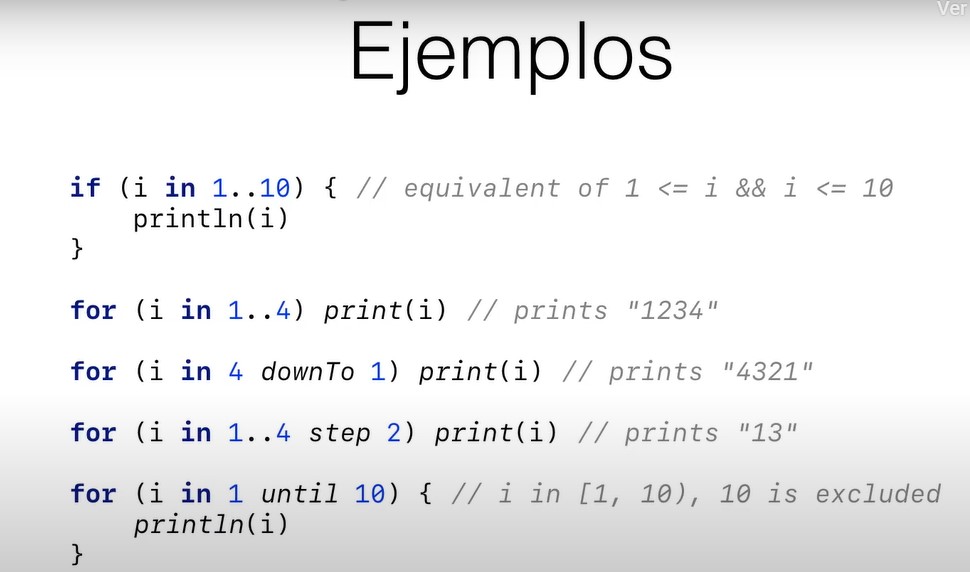 Ver
Ejemplos
if (i in 1..10) { // equivalent of 1 <= i && i <= 10
    println(i)
}
for (i in 1..4) print(i) // prints "1234"
for (i in 4 downTo 1) print(i) // prints "4321"
for (i in 1..4 step 2) print(i) // prints "13"
for (i in 1 until 10) { // i in [1, 10), 10 is excluded
    println(i)
}